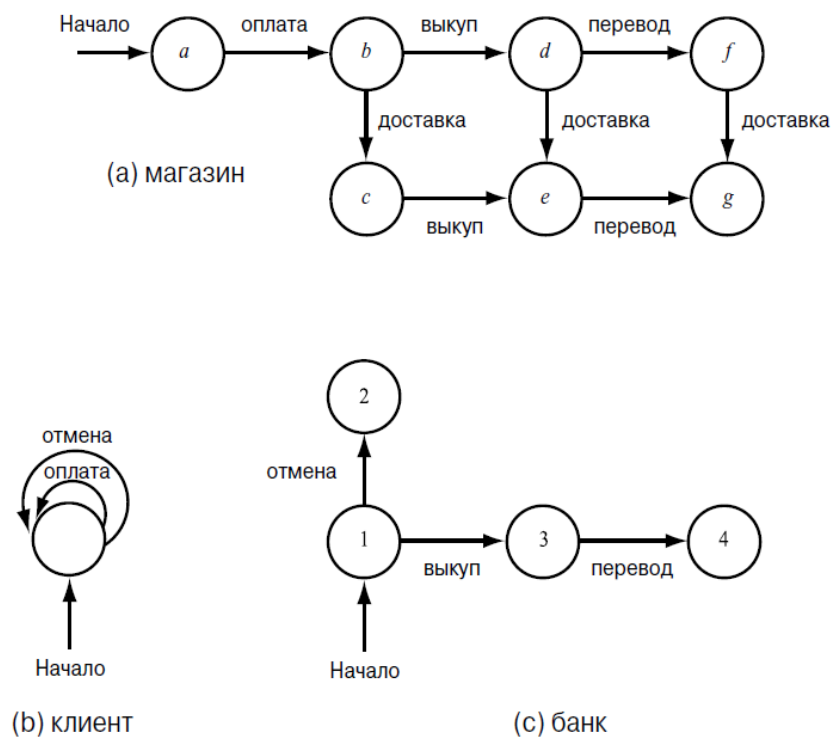 Начало
оплата
выкуп
перевод
a
b
d
f
доставка
доставка
доставка
(a) магазин
c
e
g
выкуп
перевод
2
отмена
оплата
отмена
1
3
4
выкуп
перевод
Начало
Начало
(b) клиент
(c) банк